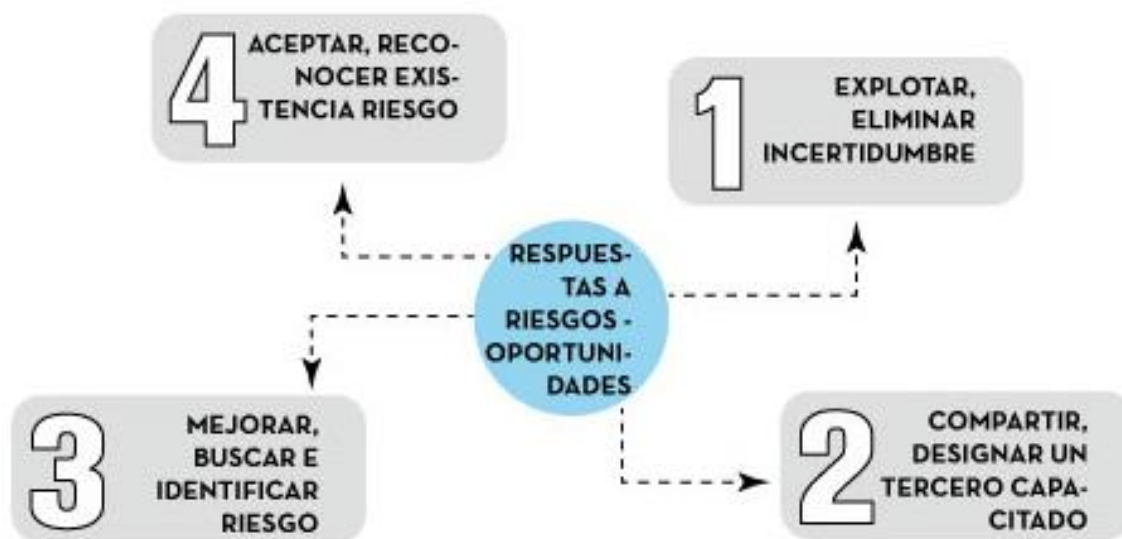 4
ACEPTAR, RECO-
NOCER EXIS-
TENCIA RIESGO
1
EXPLOTAR,
ELIMINAR
INCERTIDUMBRE
RESPUES-
TAS A
RIESGOS -
OPORTUNI-
DADES
3
MEJORAR,
BUSCAR E
IDENTIFICAR
RIESGO
2
COMPARTIR,
DESIGNAR UN
TERCERO CAPA-
CITADO